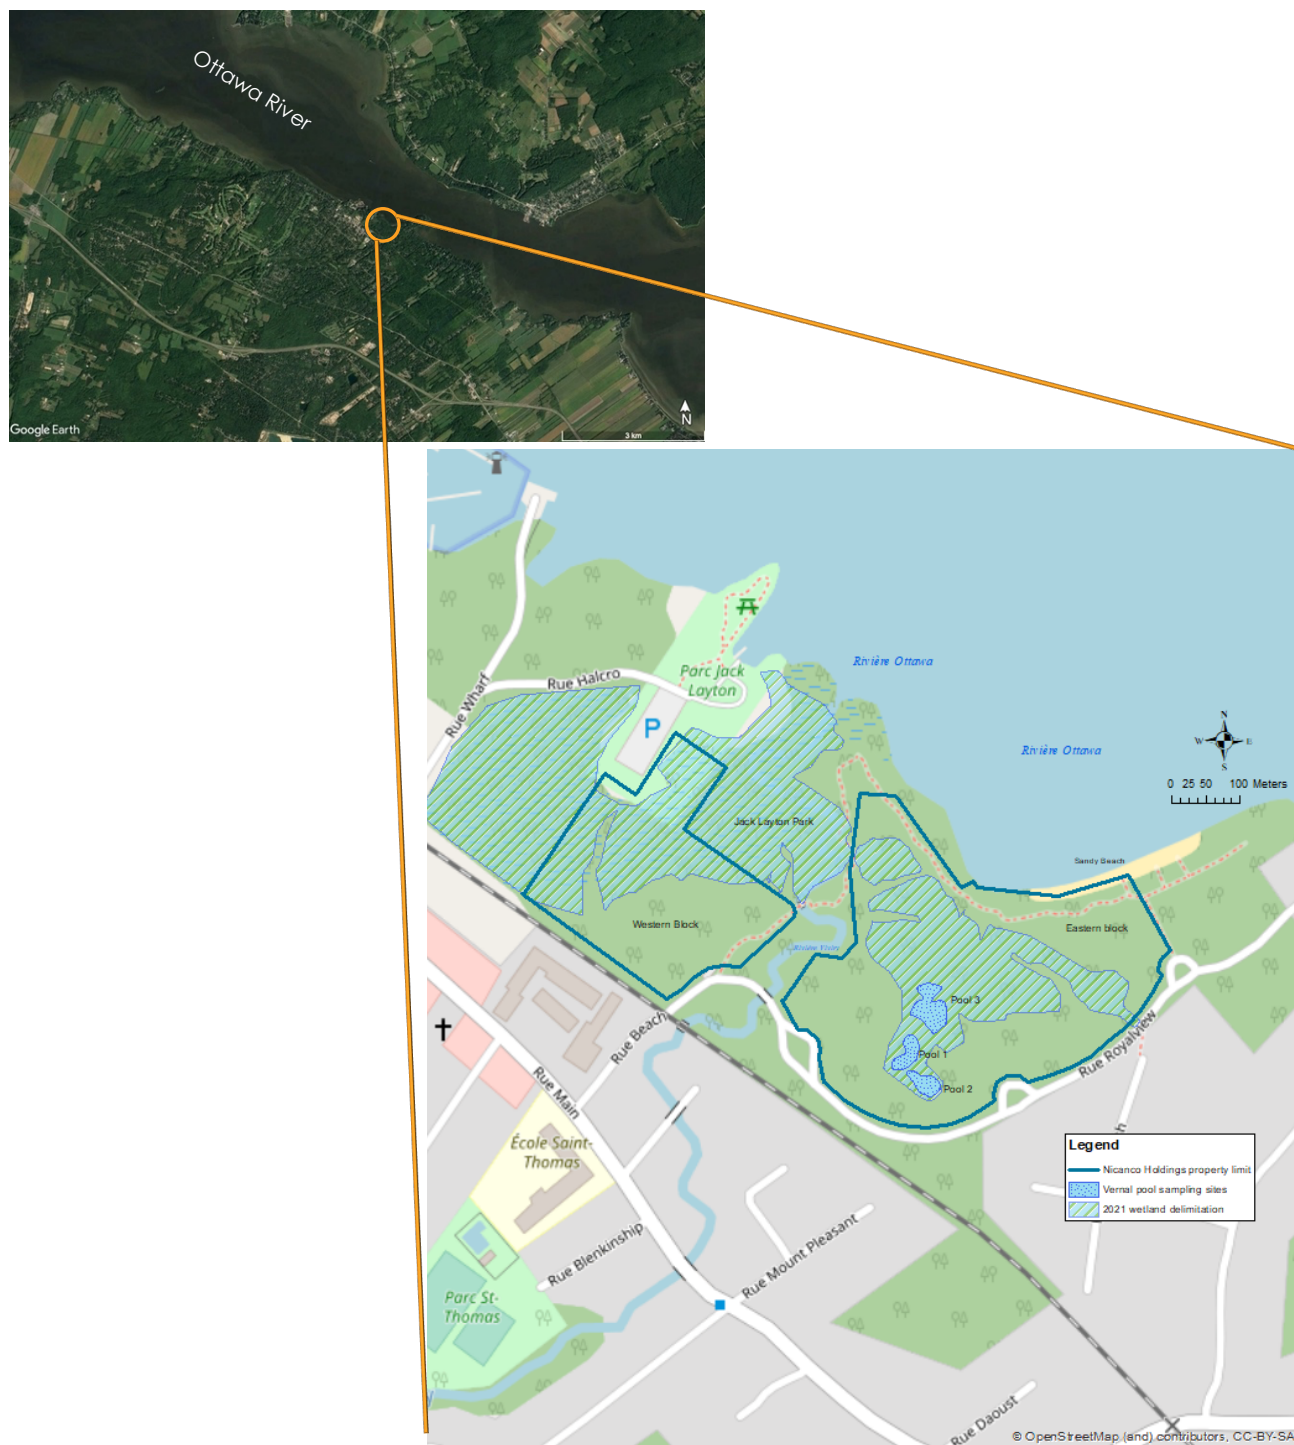 Ottawa River
Google Earth
3 km
N
Rivière Ottawa
Parc Jack
Layton
Rue Halcro
Rue Wharf
P
Rivière Ottawa
N
W
E
S
0 25 50 100 Meters
Jack Layton Park
Sandy Beach
Western Block
Eastern block
Rivière Viviry
Pool 3
Pool 1
Pool 2
Rue Beach
Rue Royalview
Rue Main
École Saint-
Thomas
Legend
Nicanco Holdings property limit
Vernal pool sampling sites
2021 wetland delimitation
Rue Blenkinship
Rue Mount Pleasant
Parc St-
Thomas
Rue Daoust
© OpenStreetMap (and) contributors, CC-BY-SA